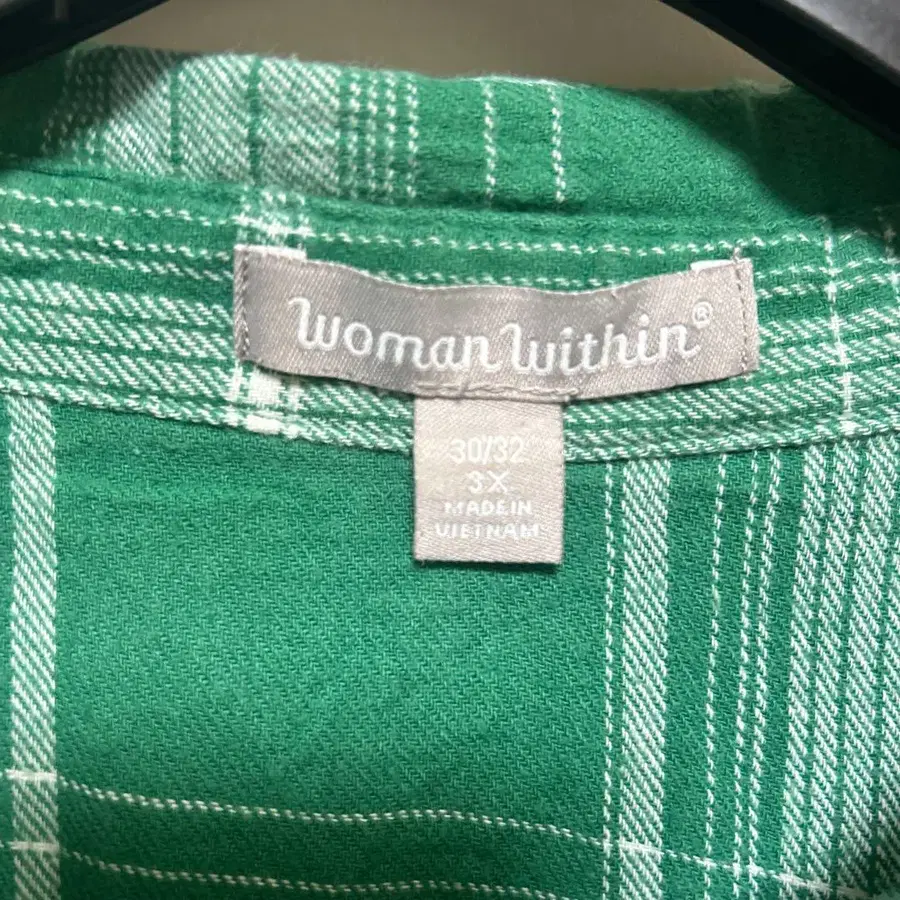 woman within®
30/32
3X
MADE IN
VIETNAM